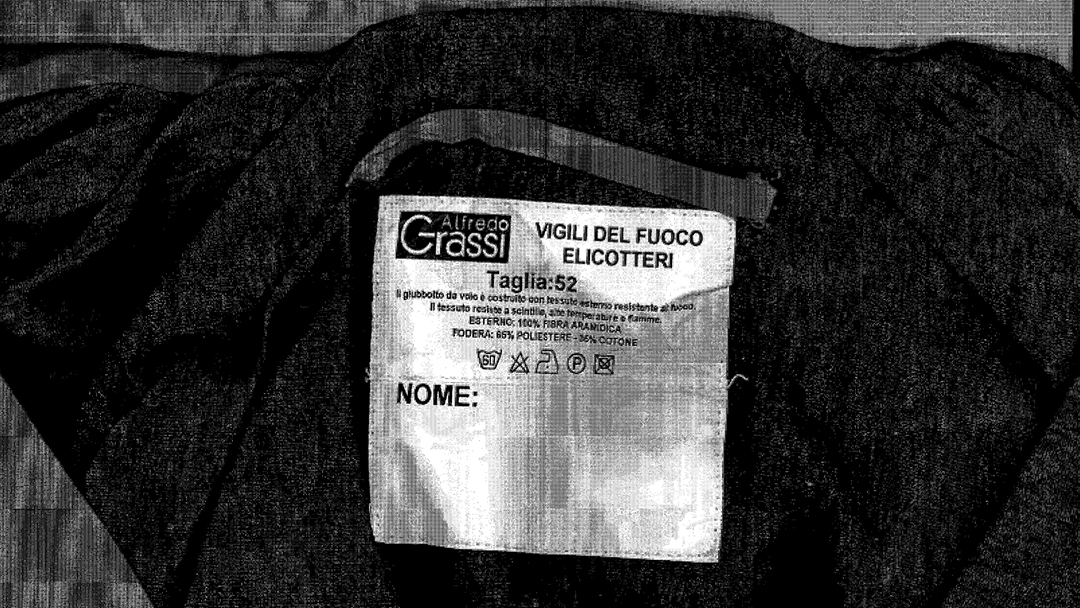 Alfredo
Grassi
VIGILI DEL FUOCO
ELICOTTERI
Taglia:52
Il giubbotto da volo è costruito con tessuto esterno resistente al fuoco.
Il tessuto resiste a scintille, alte temperature e fiamme.
ESTERNO: 100% FIBRA ARAMIDICA
FODERA: 65% POLIESTERE - 35% COTONE
60
P
NOME: